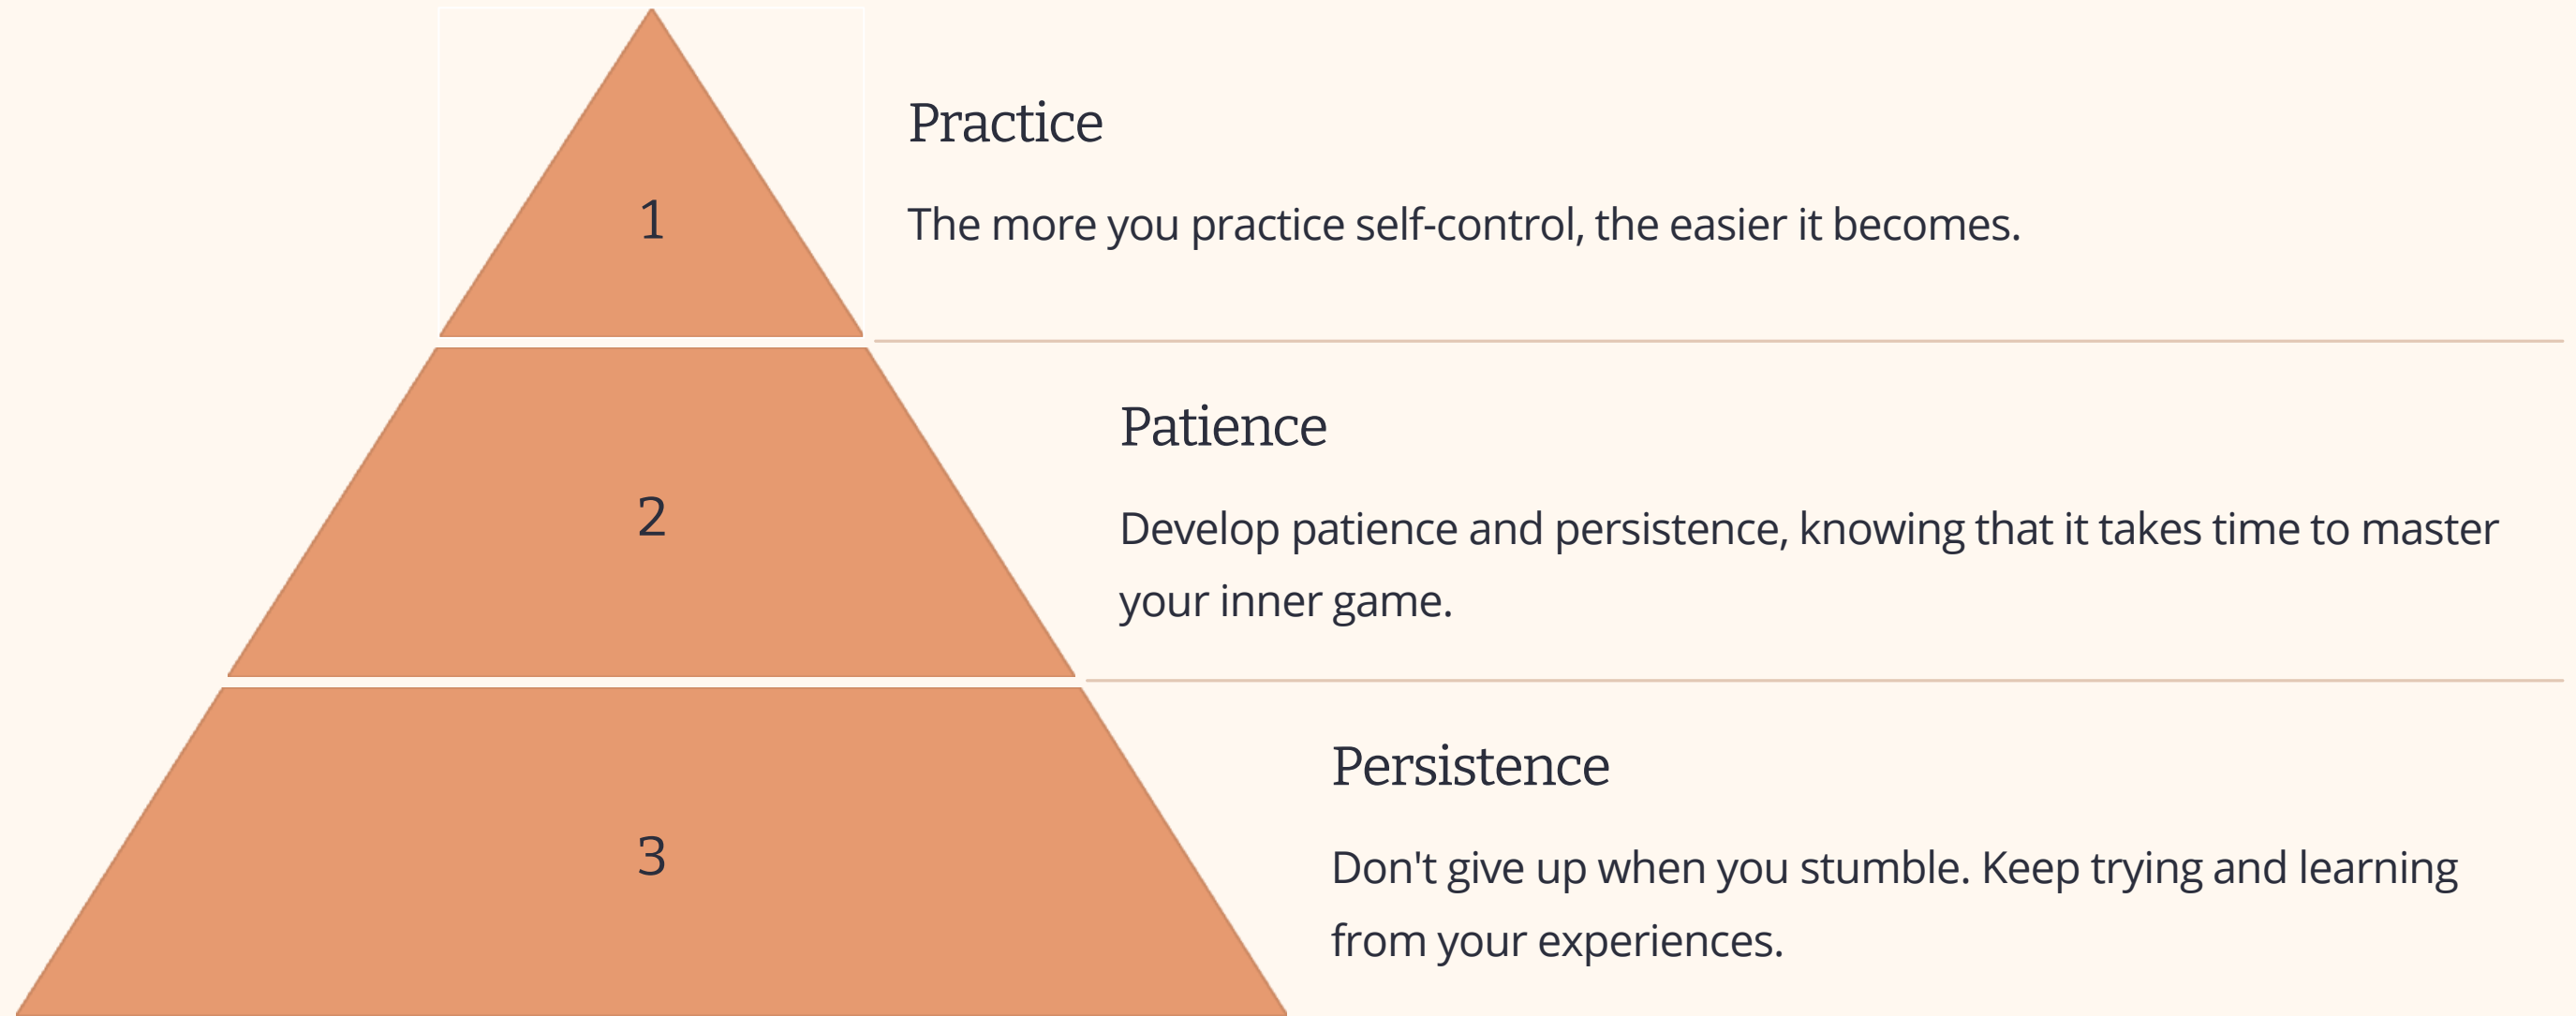 1
Practice
The more you practice self-control, the easier it becomes.
2
Patience
Develop patience and persistence, knowing that it takes time to master
your inner game.
3
Persistence
Don't give up when you stumble. Keep trying and learning
from your experiences.